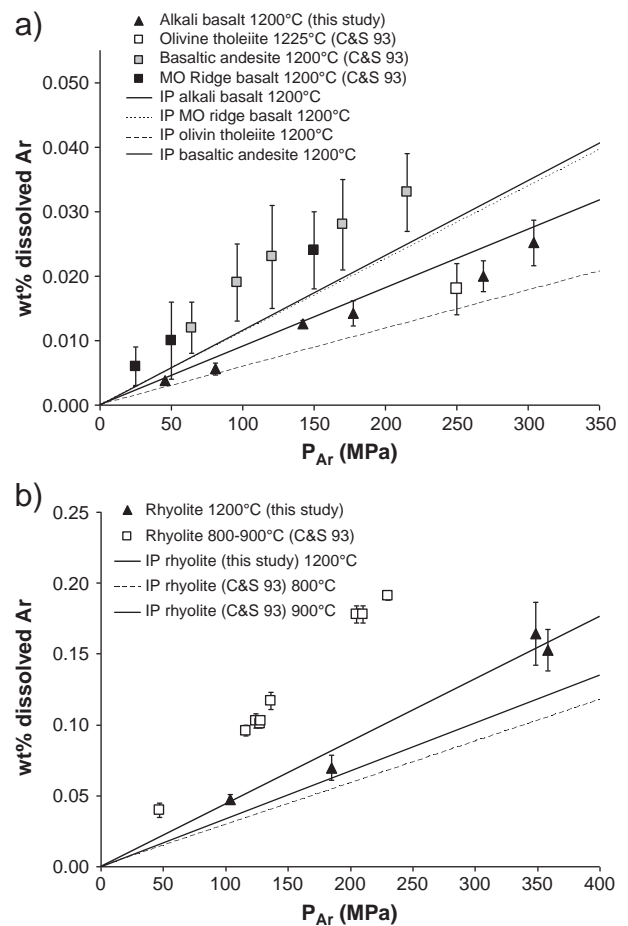 a)
Alkali basalt 1200°C (this study)
Olivine tholeiite 1225°C (C&S 93)
Basaltic andesite 1200°C (C&S 93)
MO Ridge basalt 1200°C (C&S 93)
IP alkali basalt 1200°C
IP MO ridge basalt 1200°C
IP olivin tholeiite 1200°C
IP basaltic andesite 1200°C
wt% dissolved Ar
0.050
0.040
0.030
0.020
0.010
0.000
0 50 100 150 200 250 300 350
P_Ar (MPa)
b)
Rhyolite 1200°C (this study)
Rhyolite 800-900°C (C&S 93)
IP rhyolite (this study) 1200°C
IP rhyolite (C&S 93) 800°C
IP rhyolite (C&S 93) 900°C
wt% dissolved Ar
0.25
0.20
0.15
0.10
0.05
0.00
0 50 100 150 200 250 300 350 400
P_Ar (MPa)